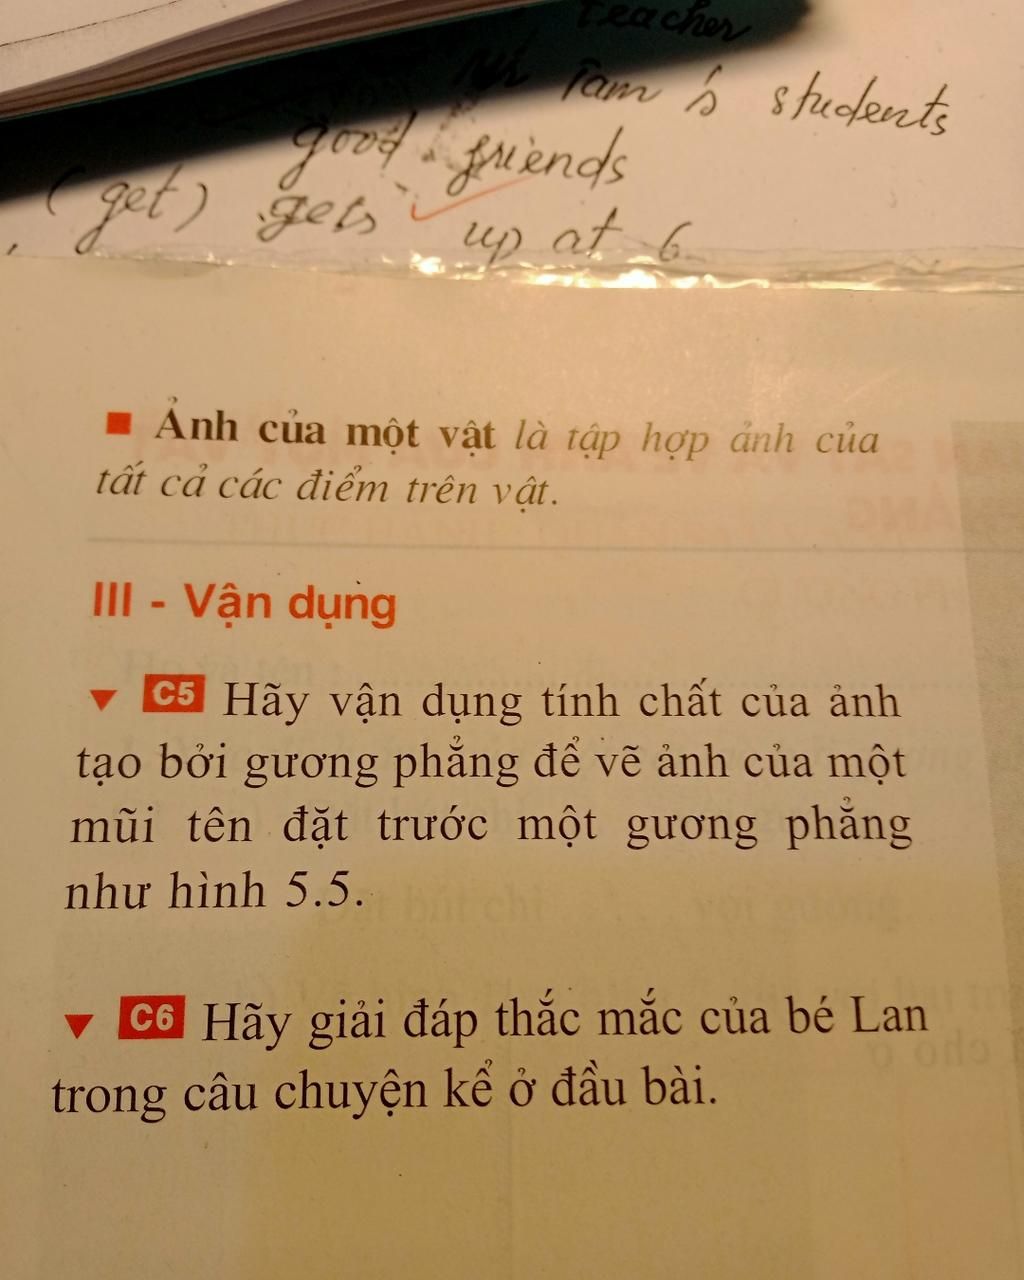 Teacher
Mr Tam 's students
good friends
(get) gets up at 6
■ Ảnh của một vật là tập hợp ảnh của
tất cả các điểm trên vật.
III - Vận dụng
▼ C5 Hãy vận dụng tính chất của ảnh
tạo bởi gương phẳng để vẽ ảnh của một
mũi tên đặt trước một gương phẳng
như hình 5.5.
▼ C6 Hãy giải đáp thắc mắc của bé Lan
trong câu chuyện kể ở đầu bài.